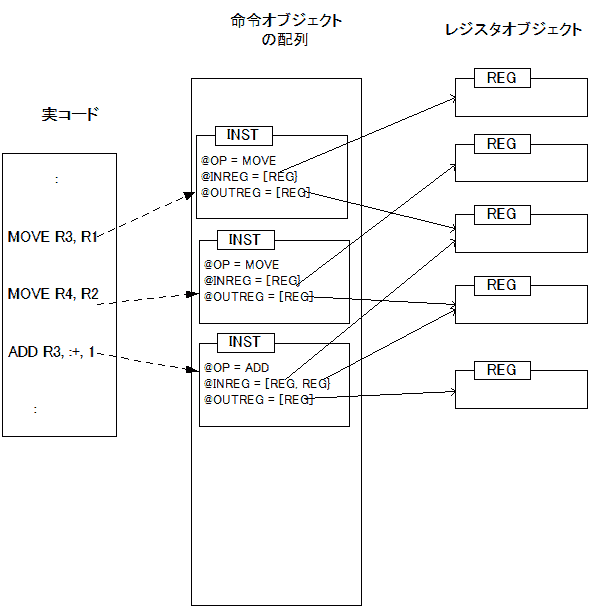 命令オブジェクト
の配列
レジスタオブジェクト
実コード
:
MOVE R3, R1
MOVE R4, R2
ADD R3, :+, 1
:
INST
@OP = MOVE
@INREG = [REG}
@OUTREG = [REG]
INST
@OP = MOVE
@INREG = [REG]
@OUTREG = [REG]
INST
@OP = ADD
@INREG = [REG, REG}
@OUTREG = [REG]
REG
REG
REG
REG
REG